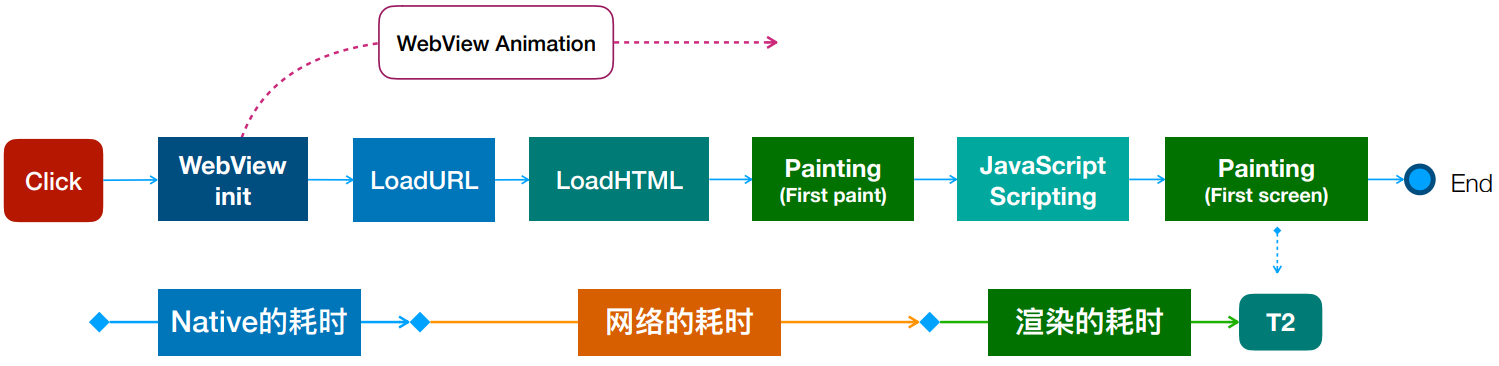 WebView Animation
Click
WebView
init
LoadURL
LoadHTML
Painting
(First paint)
JavaScript
Scripting
Painting
(First screen)
End
Native的耗时
网络的耗时
渲染的耗时
T2